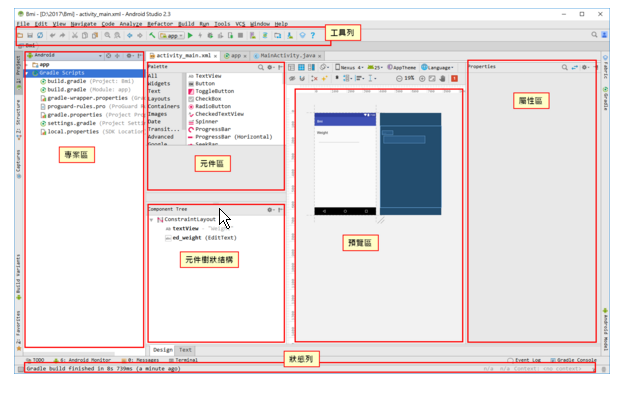 Bmi - [D:\2017\Bmi] - activity_main.xml - Android Studio 2.3
File Edit View Navigate Code Analyze Refactor Build Run Tools VCS Window Help
工具列
app
Bmi
Android
activity_main.xml
app
MainActivity.java
Project
Structure
Captures
Build Variants
Favorites
app
Gradle Scripts
build.gradle (Project: Bmi)
build.gradle (Module: app)
gradle-wrapper.properties (Gra
proguard-rules.pro (ProGuard R
gradle.properties (Project Pro
settings.gradle (Project Setti
local.properties (SDK Location
專案區
Palette
All
Widgets
Text
Layouts
Containers
Images
Date
Transit...
Advanced
Google
TextView
Button
ToggleButton
CheckBox
RadioButton
CheckedTextView
Spinner
ProgressBar
ProgressBar (Horizontal)
SeekBar
元件區
Component Tree
ConstraintLayout
textView - "Weight"
ed_weight (EditText)
元件樹狀結構
Design Text
Nexus 4
25
AppTheme
Language
19%
Bmi
Weight
預覽區
Properties
屬性區
Fabric
Gradle
Android Model
TODO
6: Android Monitor
0: Messages
Terminal
狀態列
Event Log
Gradle Console
Gradle build finished in 8s 739ms (a minute ago)
n/a n/a Context: <no context>